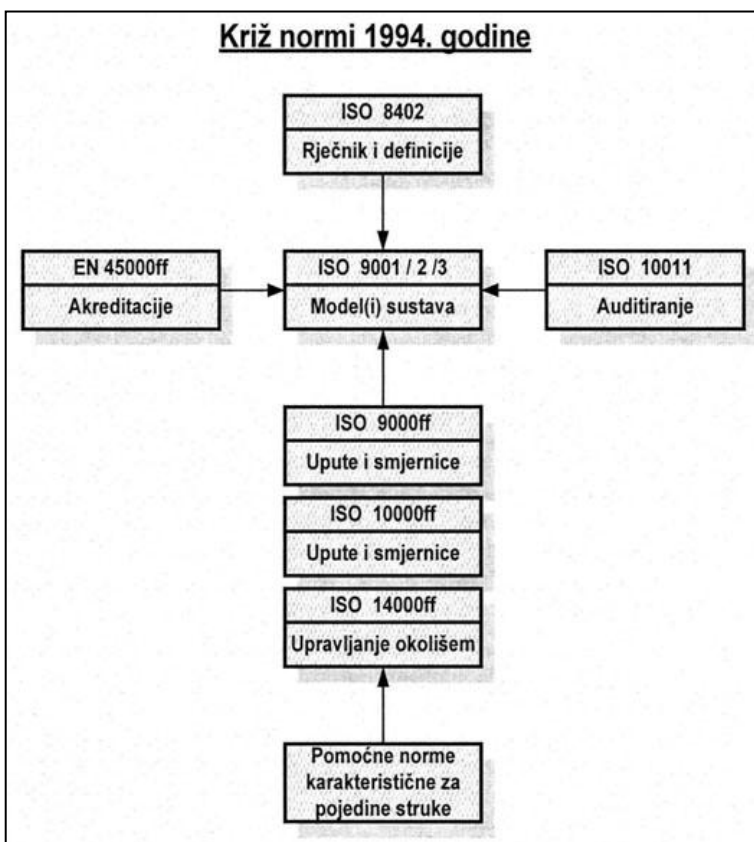 Križ normi 1994. godine
ISO 8402
Rječnik i definicije
EN 45000ff
Akreditacije
ISO 9001 / 2 /3
Model(i) sustava
ISO 10011
Auditiranje
ISO 9000ff
Upute i smjernice
ISO 10000ff
Upute i smjernice
ISO 14000ff
Upravljanje okolišem
Pomoćne norme
karakteristične za
pojedine struke